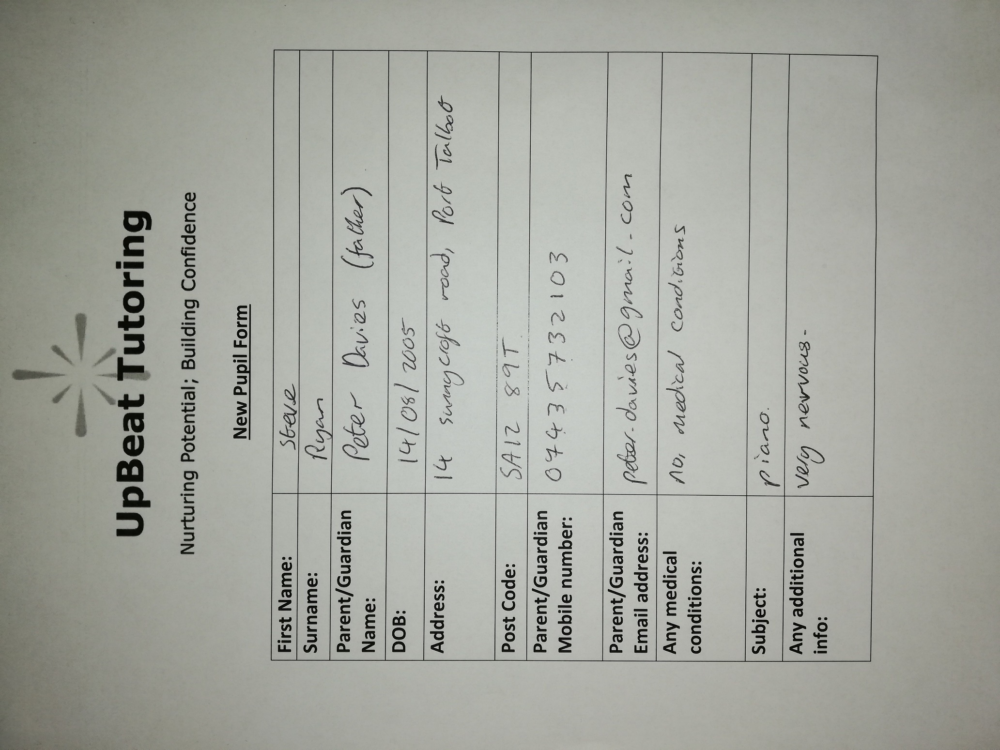 UpBeat Tutoring
Nurturing Potential; Building Confidence
New Pupil Form
First Name: Steve
Surname: Ryan
Parent/Guardian Name: Peter Davies (father)
DOB: 14/08/2005
Address: 14 sunnycroft road, Port Talbot
Post Code: SA12 89T
Parent/Guardian Mobile number: 07435732103
Parent/Guardian Email address: peter.davies@gmail.com
Any medical conditions: no, medical conditions
Subject: piano.
Any additional info: very nervous.